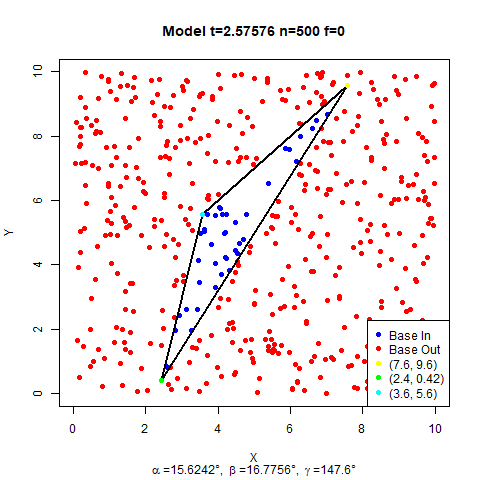 Model t=2.57576 n=500 f=0
Y
10
8
6
4
2
0
Base In
Base Out
(7.6, 9.6)
(2.4, 0.42)
(3.6, 5.6)
0 2 4 6 8 10
X
α=15.6242°, β=16.7756°, γ=147.6°